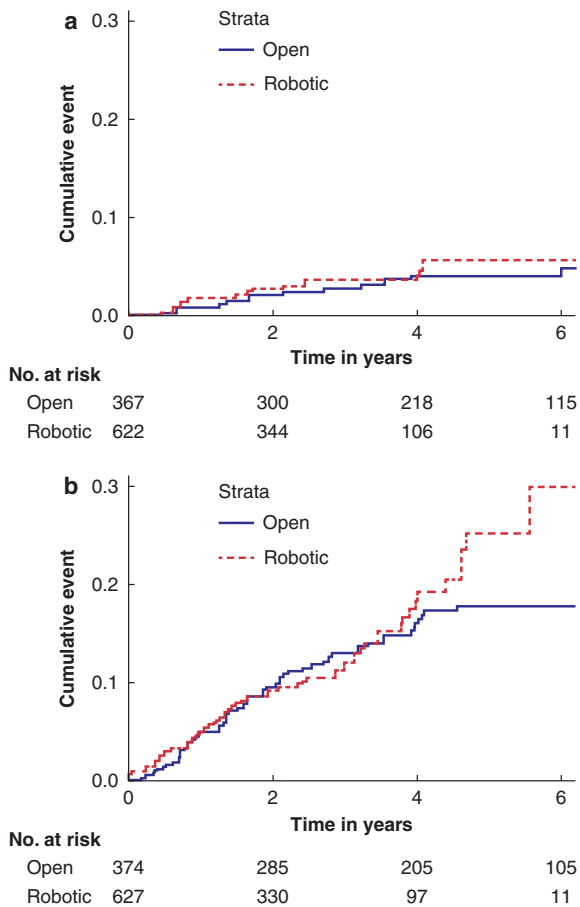 a
Strata
Open
Robotic
Cumulative event
0.3
0.2
0.1
0.0
0 2 4 6
Time in years
No. at risk
Open 367 300 218 115
Robotic 622 344 106 11
b
Strata
Open
Robotic
Cumulative event
0.3
0.2
0.1
0.0
0 2 4 6
Time in years
No. at risk
Open 374 285 205 105
Robotic 627 330 97 11